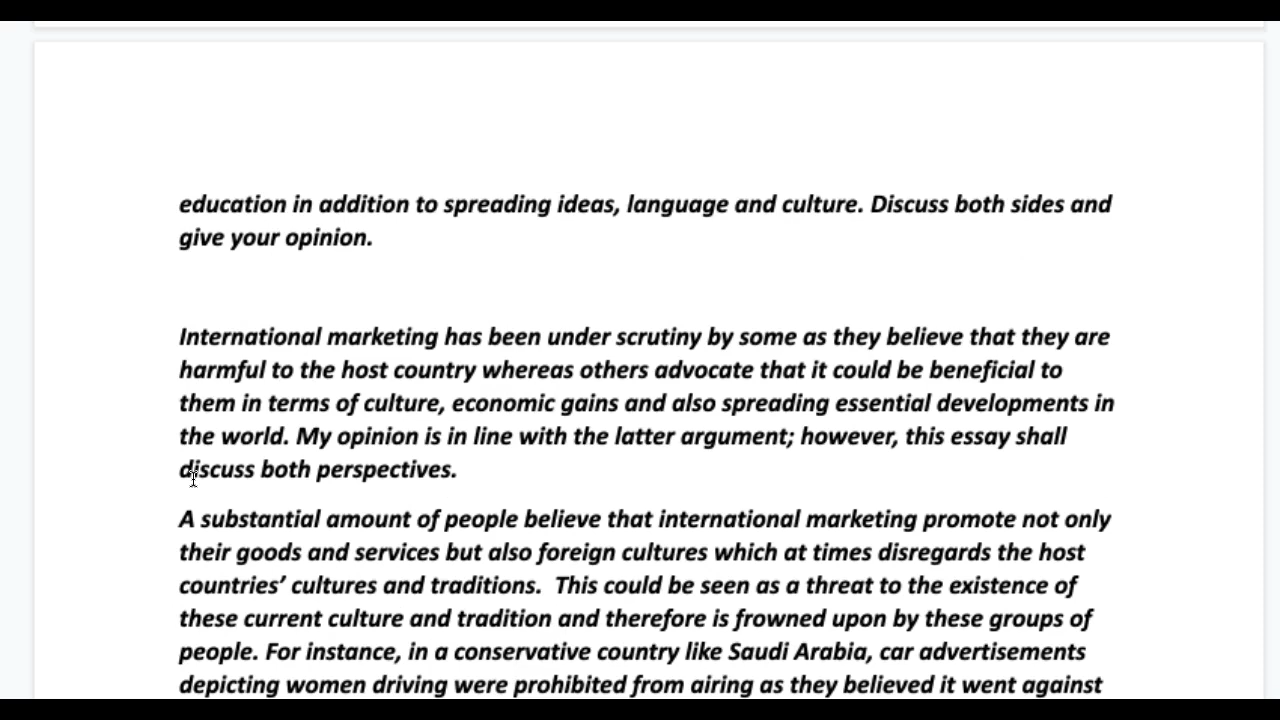 education in addition to spreading ideas, language and culture. Discuss both sides and
give your opinion.
International marketing has been under scrutiny by some as they believe that they are
harmful to the host country whereas others advocate that it could be beneficial to
them in terms of culture, economic gains and also spreading essential developments in
the world. My opinion is in line with the latter argument; however, this essay shall
discuss both perspectives.
A substantial amount of people believe that international marketing promote not only
their goods and services but also foreign cultures which at times disregards the host
countries’ cultures and traditions.  This could be seen as a threat to the existence of
these current culture and tradition and therefore is frowned upon by these groups of
people. For instance, in a conservative country like Saudi Arabia, car advertisements
depicting women driving were prohibited from airing as they believed it went against